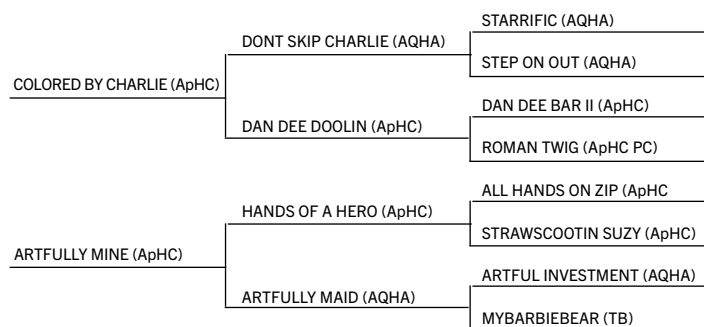 STARRIFIC (AQHA)
DONT SKIP CHARLIE (AQHA)
STEP ON OUT (AQHA)
COLORED BY CHARLIE (ApHC)
DAN DEE BAR II (ApHC)
DAN DEE DOOLIN (ApHC)
ROMAN TWIG (ApHC PC)
ALL HANDS ON ZIP (ApHC
HANDS OF A HERO (ApHC)
STRAWSCOOTIN SUZY (ApHC)
ARTFULLY MINE (ApHC)
ARTFUL INVESTMENT (AQHA)
ARTFULLY MAID (AQHA)
MYBARBIEBEAR (TB)